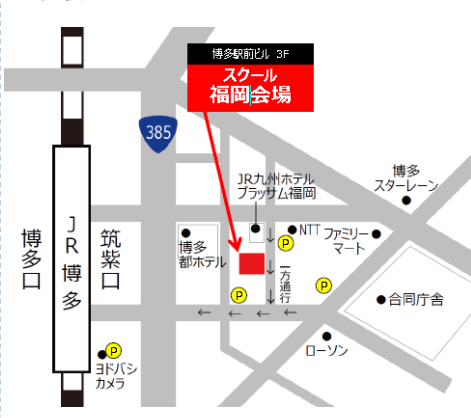 博多駅前ビル 3F
スクール
福岡会場
385
博多
スターレーン
JR九州ホテル
ブラッサム福岡
博多口
JR博多
筑紫口
博多
都ホテル
NTT
ファミリー
マート
P
一方通行
P
P
合同庁舎
ローソン
P
ヨドバシ
カメラ